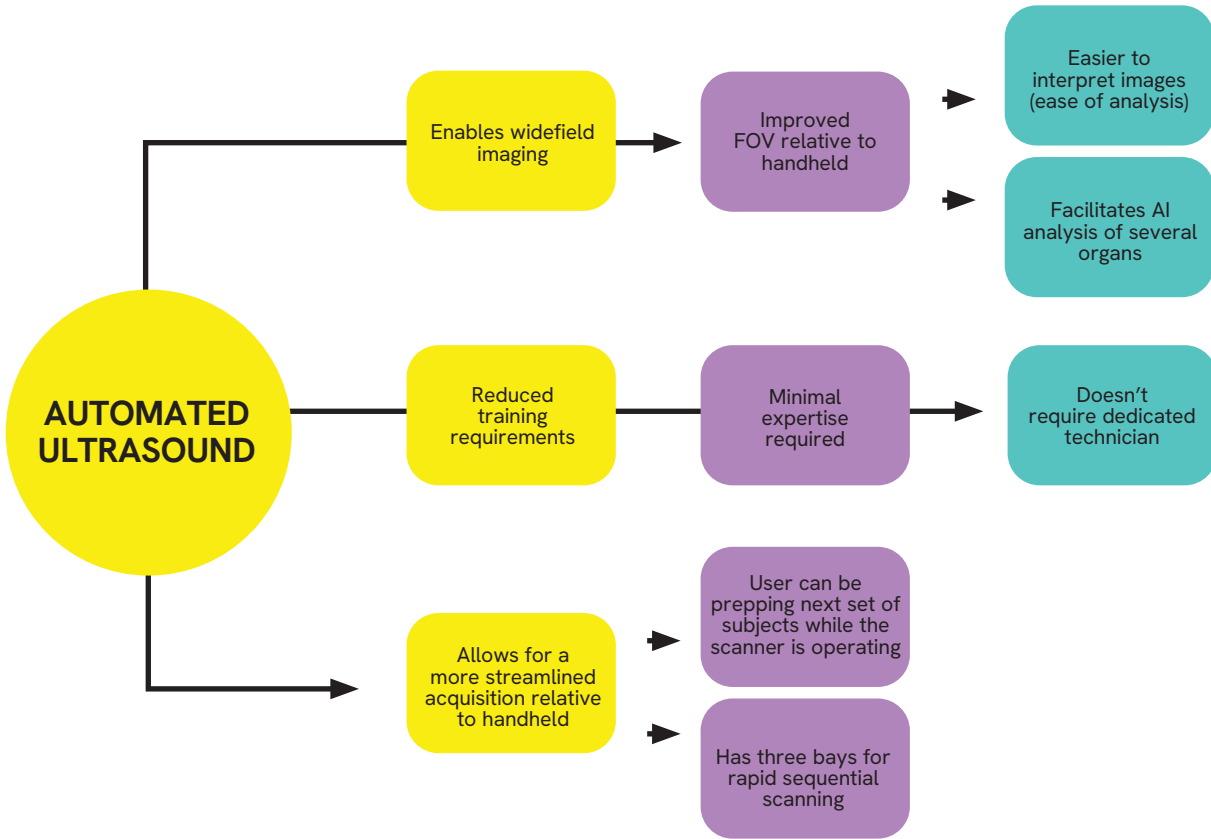 AUTOMATED
ULTRASOUND
Enables widefield
imaging
Improved
FOV relative to
handheld
Easier to
interpret images
(ease of analysis)
Facilitates AI
analysis of several
organs
Reduced
training
requirements
Minimal
expertise
required
Doesn’t
require dedicated
technician
Allows for a
more streamlined
acquisition relative
to handheld
User can be
prepping next set of
subjects while the
scanner is operating
Has three bays for
rapid sequential
scanning